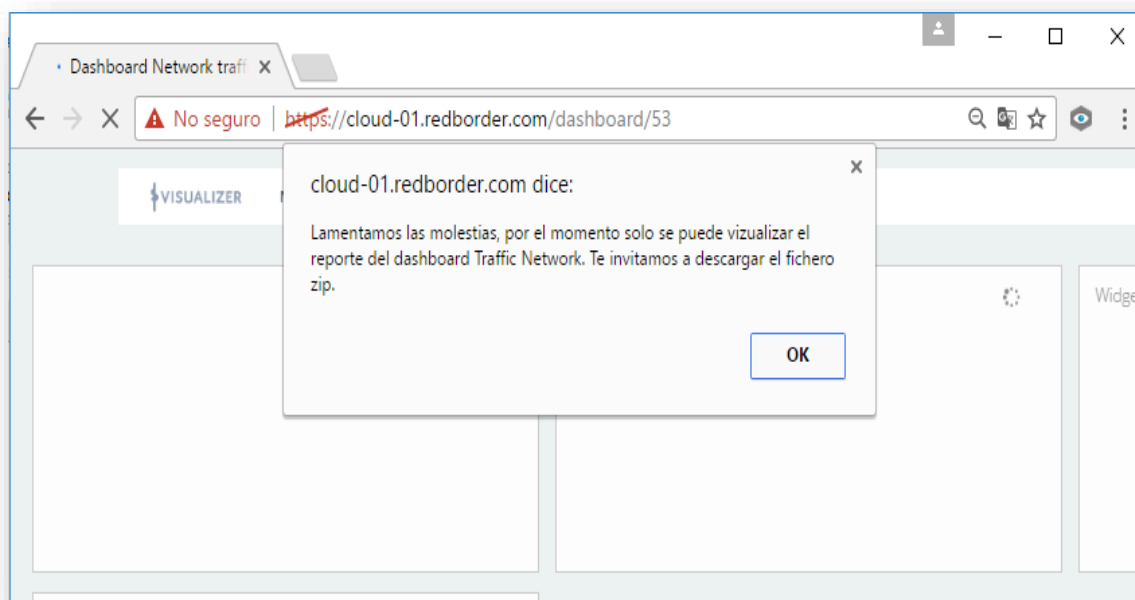 Dashboard Network traff
No seguro | https://cloud-01.redborder.com/dashboard/53
VISUALIZER
cloud-01.redborder.com dice:
Lamentamos las molestias, por el momento solo se puede vizualizar el
reporte del dashboard Traffic Network. Te invitamos a descargar el fichero
zip.
Widge
OK